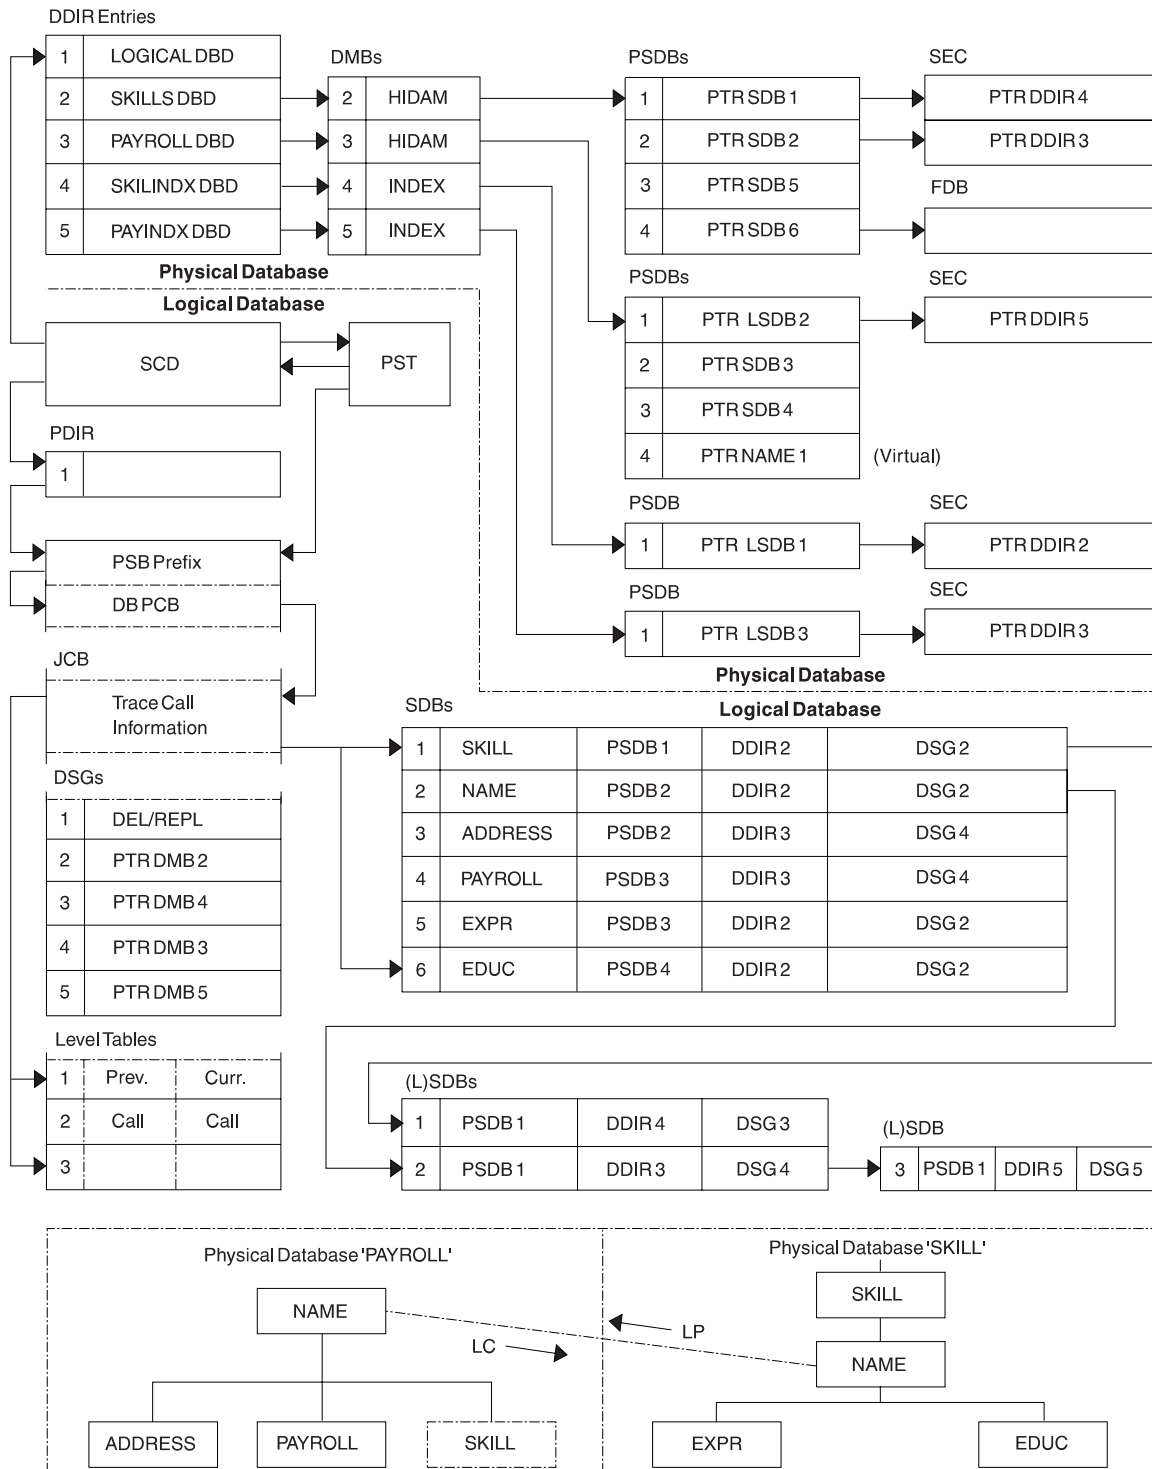 DDIR Entries
1 LOGICAL DBD
2 SKILLS DBD
3 PAYROLL DBD
4 SKILINDX DBD
5 PAYINDX DBD
DMBs
2 HIDAM
3 HIDAM
4 INDEX
5 INDEX
PSDBs
1 PTR SDB 1
2 PTR SDB 2
3 PTR SDB 5
4 PTR SDB 6
SEC
PTR DDIR 4
PTR DDIR 3
FDB
Physical Database
Logical Database
PSDBs
1 PTR LSDB 2
2 PTR SDB 3
3 PTR SDB 4
4 PTR NAME 1
(Virtual)
SEC
PTR DDIR 5
SCD
PST
PDIR
1
PSDB
1 PTR LSDB 1
SEC
PTR DDIR 2
PSB Prefix
DB PCB
PSDB
1 PTR LSDB 3
SEC
PTR DDIR 3
Physical Database
Logical Database
JCB
Trace Call
Information
SDBs
1 SKILL PSDB 1 DDIR 2 DSG 2
2 NAME PSDB 2 DDIR 2 DSG 2
3 ADDRESS PSDB 2 DDIR 3 DSG 4
4 PAYROLL PSDB 3 DDIR 3 DSG 4
5 EXPR PSDB 3 DDIR 2 DSG 2
6 EDUC PSDB 4 DDIR 2 DSG 2
DSGs
1 DEL/REPL
2 PTR DMB 2
3 PTR DMB 4
4 PTR DMB 3
5 PTR DMB 5
Level Tables
1 Prev. Curr.
2 Call Call
3
(L)SDBs
1 PSDB 1 DDIR 4 DSG 3
2 PSDB 1 DDIR 3 DSG 4
(L)SDB
3 PSDB 1 DDIR 5 DSG 5
Physical Database 'PAYROLL'
NAME
LC
ADDRESS
PAYROLL
SKILL
Physical Database 'SKILL'
SKILL
LP
NAME
EXPR
EDUC